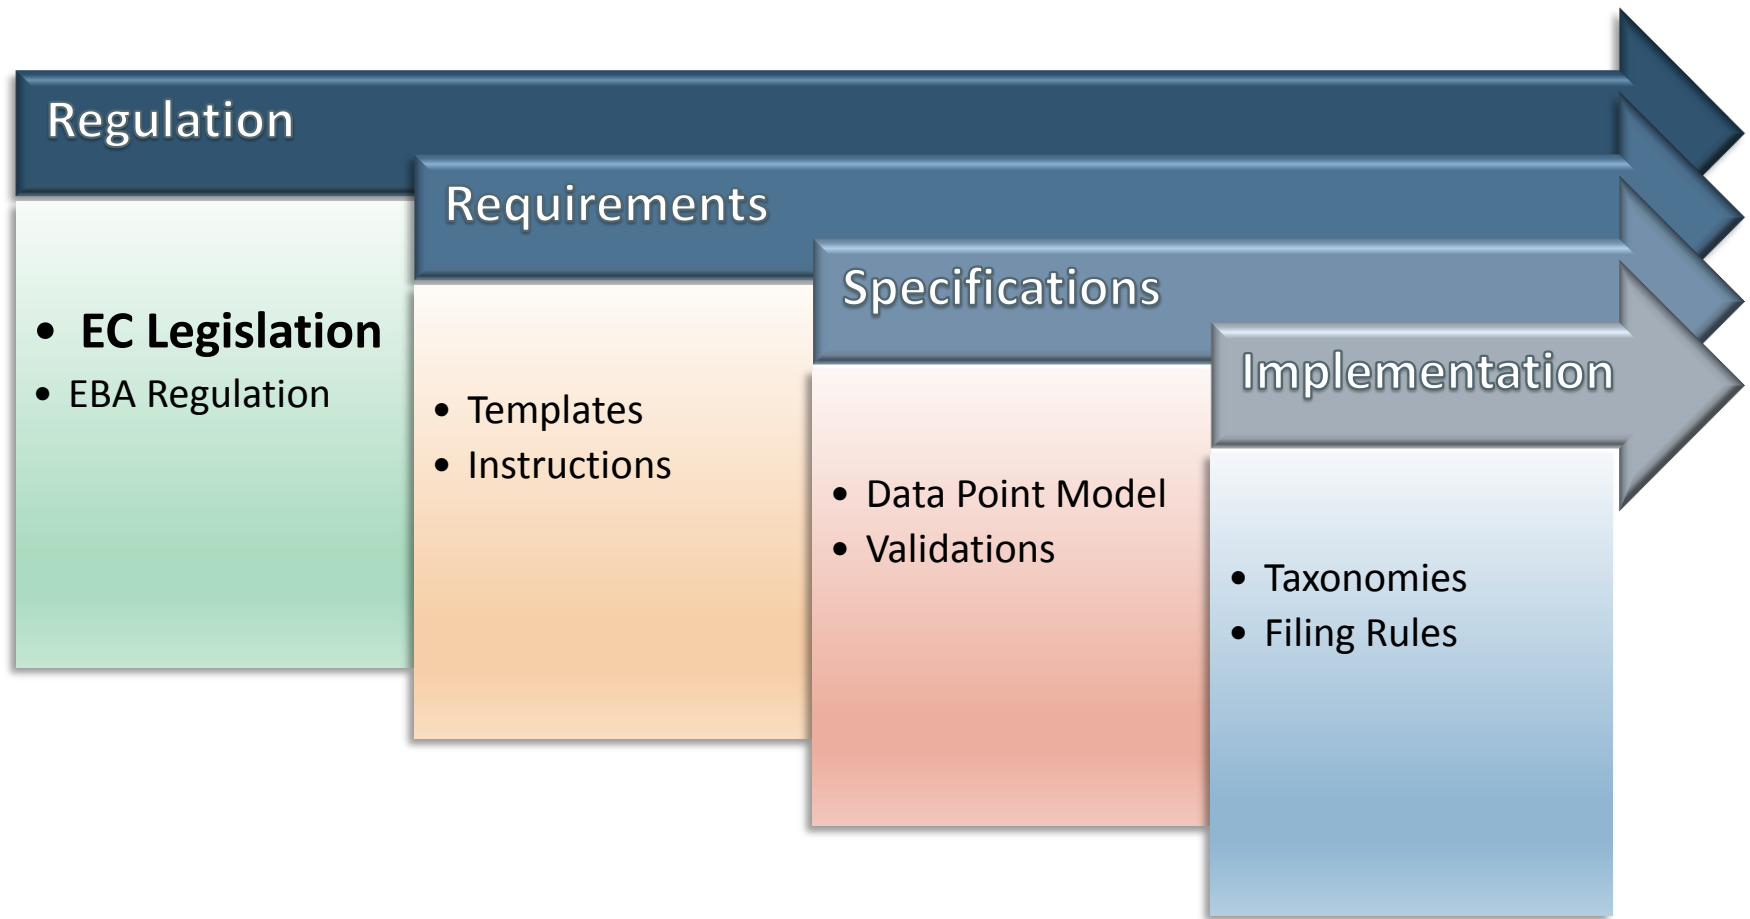 Regulation
• EC Legislation
• EBA Regulation
Requirements
• Templates
• Instructions
Specifications
• Data Point Model
• Validations
Implementation
• Taxonomies
• Filing Rules